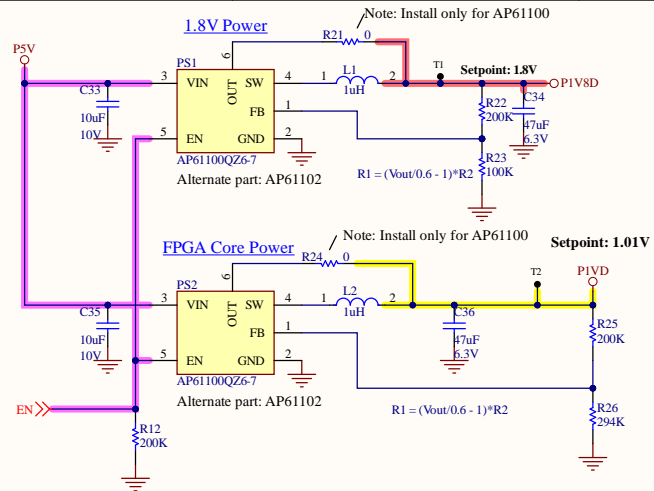 Note: Install only for AP61100
1.8V Power
R21 0
P5V
6
PS1
L1
T1
Setpoint: 1.8V
C33
3 VIN SW 4 1 2
P1V8D
OUT
1uH
R22
C34
10uF
FB 1
200K
47uF
10V
5 EN GND 2
6.3V
AP61100QZ6-7
R23
Alternate part: AP61102
R1 = (Vout/0.6 - 1)*R2
100K
Note: Install only for AP61100
FPGA Core Power
Setpoint: 1.01V
R24 0
6
T2
P1VD
PS2
L2
C35
3 VIN SW 4 1 2
C36
OUT
1uH
R25
10uF
FB 1
47uF
200K
10V
5 EN GND 2
6.3V
AP61100QZ6-7
Alternate part: AP61102
EN
R1 = (Vout/0.6 - 1)*R2
R26
R12
294K
200K